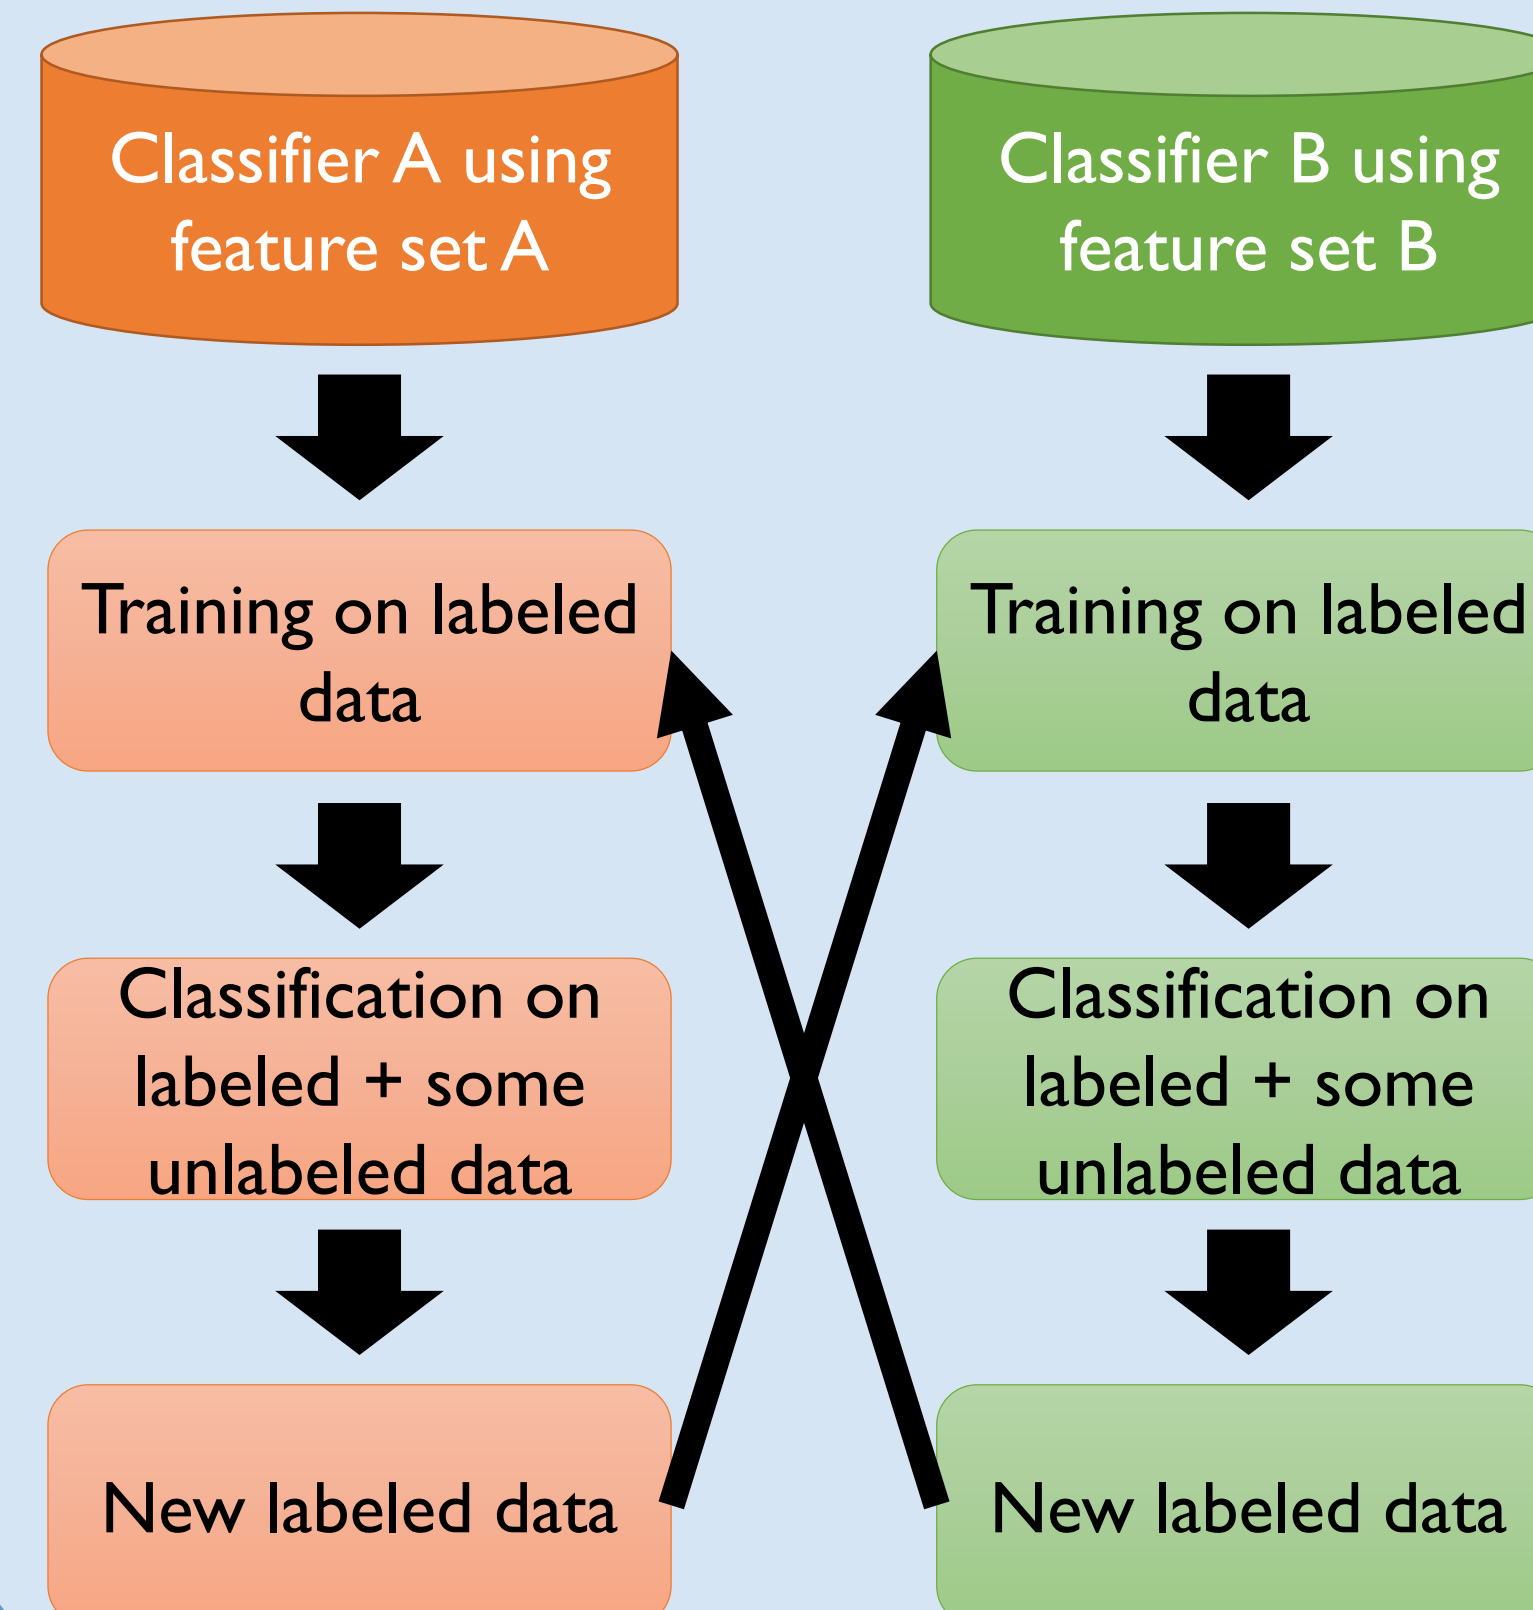 Classifier A using
feature set A
Training on labeled
data
Classification on
labeled + some
unlabeled data
New labeled data
Classifier B using
feature set B
Training on labeled
data
Classification on
labeled + some
unlabeled data
New labeled data